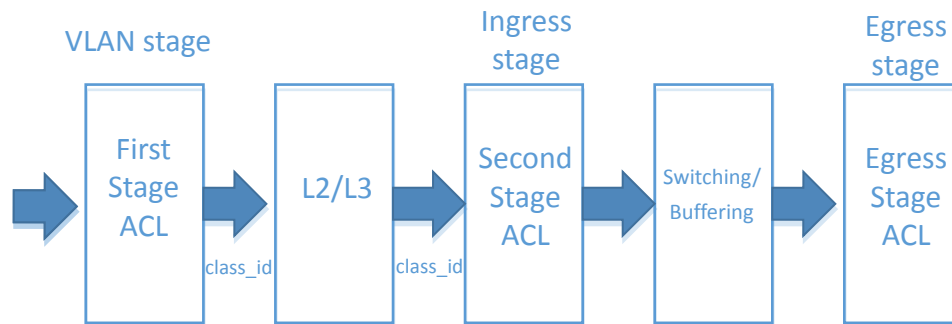 VLAN stage
Ingress
stage
Egress
stage
First
Stage
ACL
class_id
L2/L3
class_id
Second
Stage
ACL
Switching/
Buffering
Egress
Stage
ACL